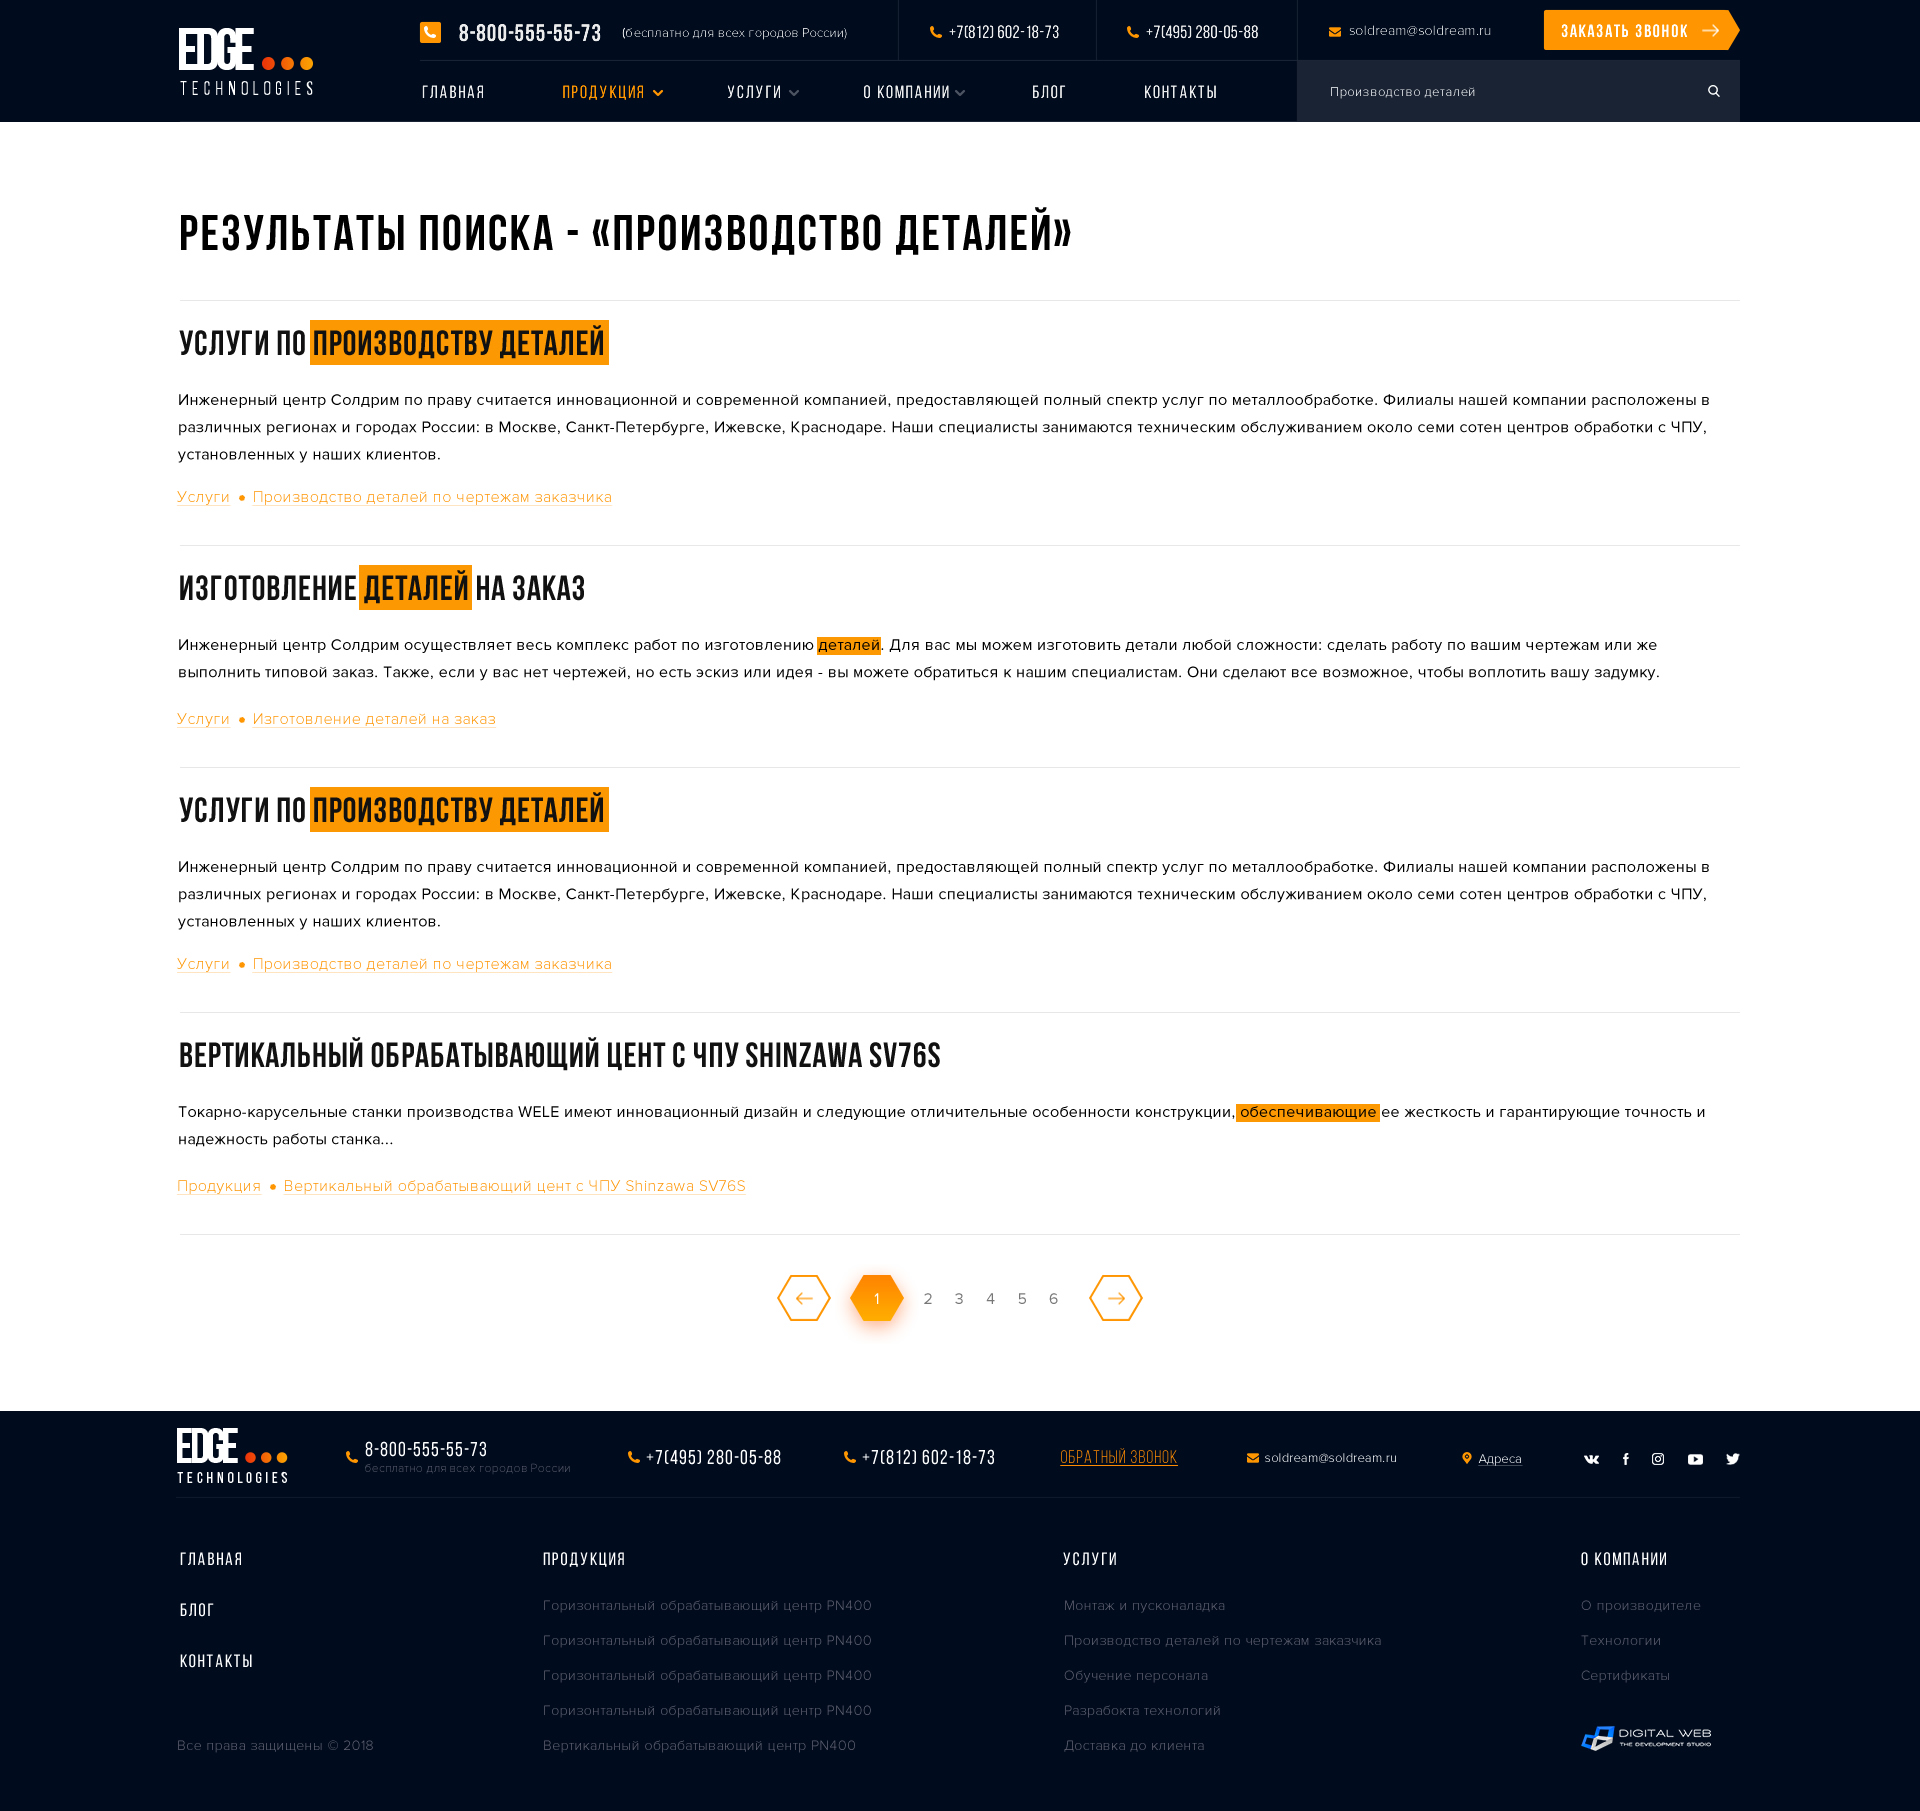 EDGE
TECHNOLOGIES
8-800-555-55-73
(бесплатно для всех городов России)
+7(812) 602-18-73
+7(495) 280-05-88
soldream@soldream.ru
ЗАКАЗАТЬ ЗВОНОК
ГЛАВНАЯ
ПРОДУКЦИЯ
УСЛУГИ
О КОМПАНИИ
БЛОГ
КОНТАКТЫ
Производство деталей
РЕЗУЛЬТАТЫ ПОИСКА - «ПРОИЗВОДСТВО ДЕТАЛЕЙ»
УСЛУГИ ПО ПРОИЗВОДСТВУ ДЕТАЛЕЙ
Инженерный центр Солдрим по праву считается инновационной и современной компанией, предоставляющей полный спектр услуг по металлообработке. Филиалы нашей компании расположены в
различных регионах и городах России: в Москве, Санкт-Петербурге, Ижевске, Краснодаре. Наши специалисты занимаются техническим обслуживанием около семи сотен центров обработки с ЧПУ,
установленных у наших клиентов.
Услуги • Производство деталей по чертежам заказчика
ИЗГОТОВЛЕНИЕ ДЕТАЛЕЙ НА ЗАКАЗ
Инженерный центр Солдрим осуществляет весь комплекс работ по изготовлению деталей. Для вас мы можем изготовить детали любой сложности: сделать работу по вашим чертежам или же
выполнить типовой заказ. Также, если у вас нет чертежей, но есть эскиз или идея - вы можете обратиться к нашим специалистам. Они сделают все возможное, чтобы воплотить вашу задумку.
Услуги • Изготовление деталей на заказ
УСЛУГИ ПО ПРОИЗВОДСТВУ ДЕТАЛЕЙ
Инженерный центр Солдрим по праву считается инновационной и современной компанией, предоставляющей полный спектр услуг по металлообработке. Филиалы нашей компании расположены в
различных регионах и городах России: в Москве, Санкт-Петербурге, Ижевске, Краснодаре. Наши специалисты занимаются техническим обслуживанием около семи сотен центров обработки с ЧПУ,
установленных у наших клиентов.
Услуги • Производство деталей по чертежам заказчика
ВЕРТИКАЛЬНЫЙ ОБРАБАТЫВАЮЩИЙ ЦЕНТ С ЧПУ SHINZAWA SV76S
Токарно-карусельные станки производства WELE имеют инновационный дизайн и следующие отличительные особенности конструкции, обеспечивающие ее жесткость и гарантирующие точность и
надежность работы станка...
Продукция • Вертикальный обрабатывающий цент с ЧПУ Shinzawa SV76S
1 2 3 4 5 6
EDGE
TECHNOLOGIES
8-800-555-55-73
бесплатно для всех городов России
+7(495) 280-05-88
+7(812) 602-18-73
ОБРАТНЫЙ ЗВОНОК
soldream@soldream.ru
Адреса
ГЛАВНАЯ
БЛОГ
КОНТАКТЫ
Все права защищены © 2018
ПРОДУКЦИЯ
Горизонтальный обрабатывающий центр PN400
Горизонтальный обрабатывающий центр PN400
Горизонтальный обрабатывающий центр PN400
Горизонтальный обрабатывающий центр PN400
Вертикальный обрабатывающий центр PN400
УСЛУГИ
Монтаж и пусконаладка
Производство деталей по чертежам заказчика
Обучение персонала
Разрабокта технологий
Доставка до клиента
О КОМПАНИИ
О производителе
Технологии
Сертификаты
DIGITAL WEB
THE DEVELOPMENT STUDIO